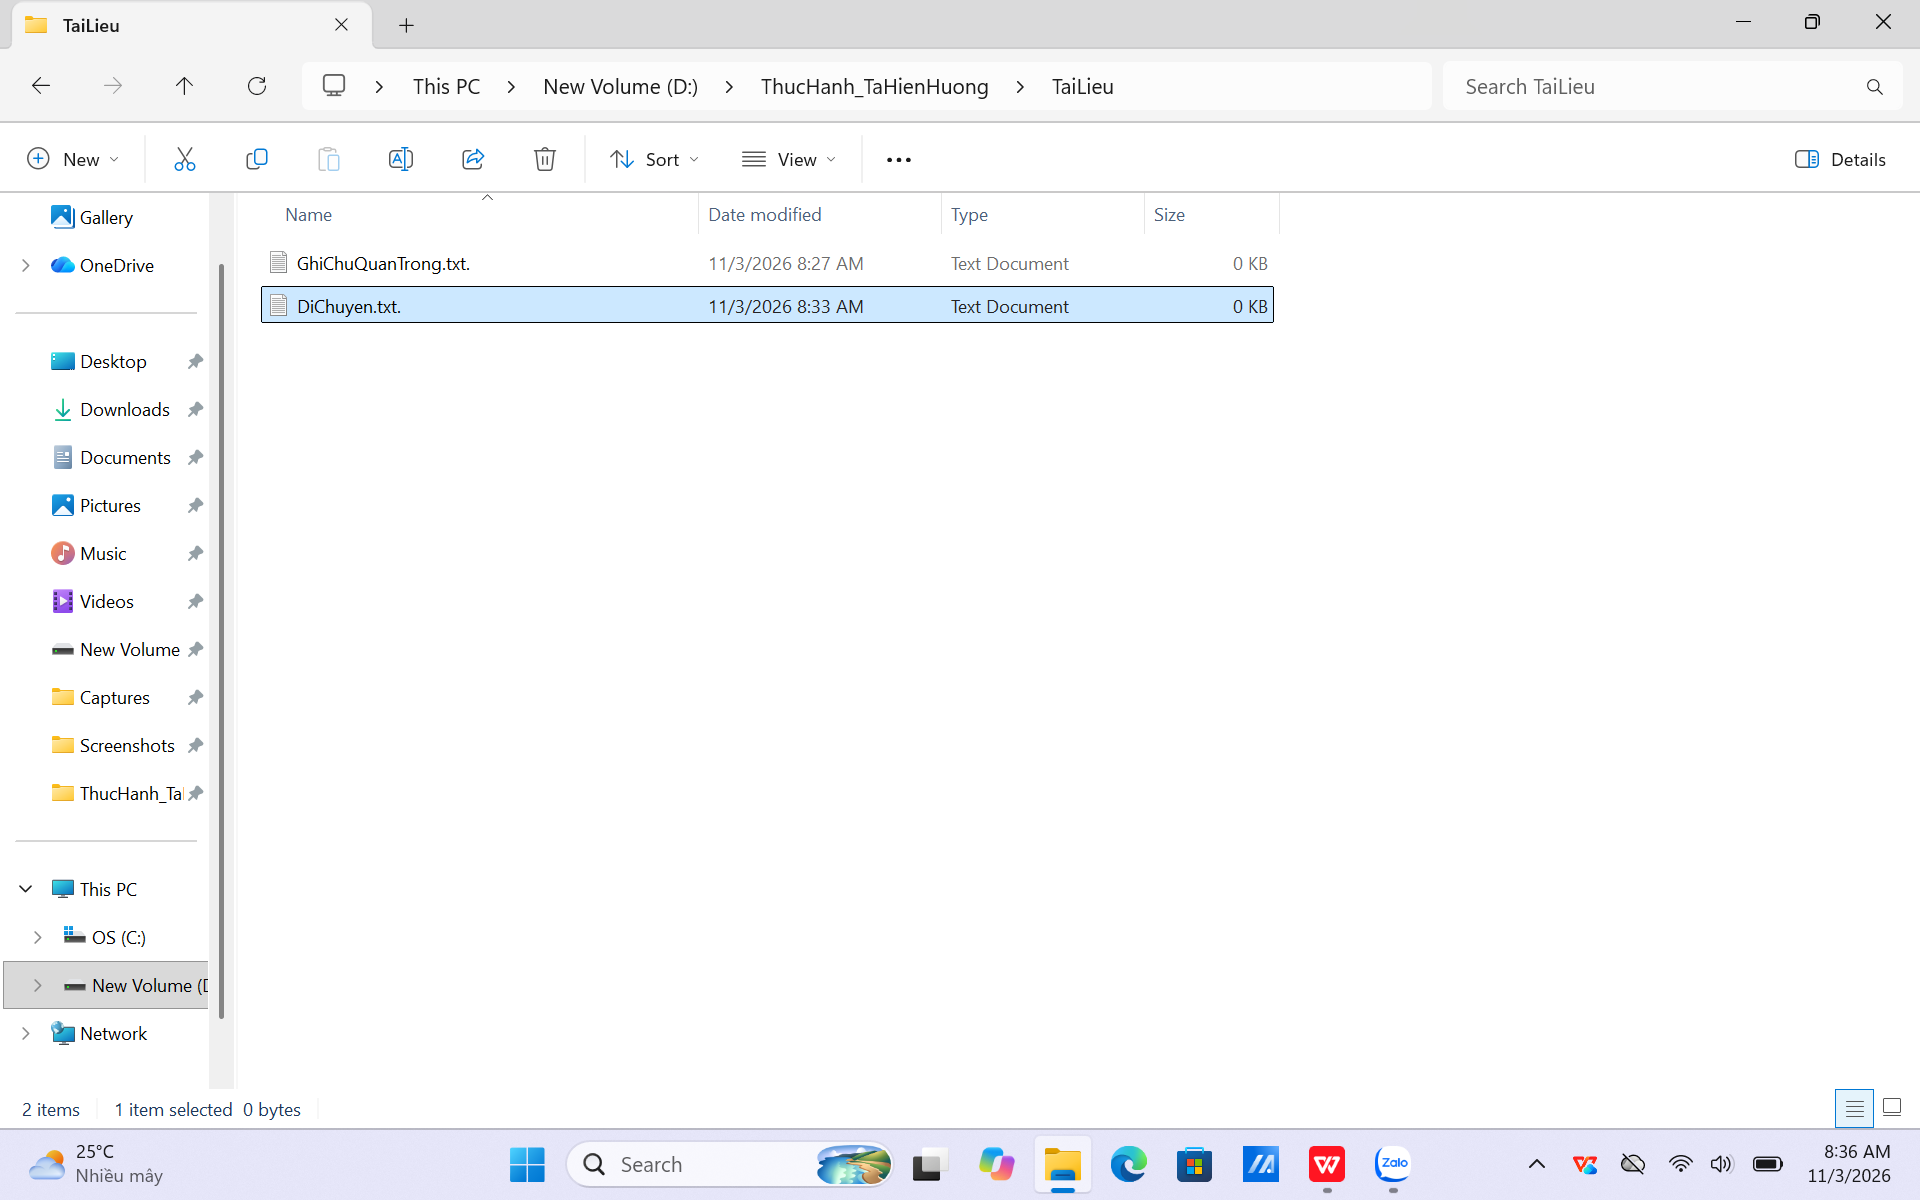 TaiLieu
This PC
New Volume (D:)
ThucHanh_TaHienHuong
TaiLieu
Search TaiLieu
New
Sort
View
Details
Gallery
OneDrive
Desktop
Downloads
Documents
Pictures
Music
Videos
New Volume
Captures
Screenshots
ThucHanh_Ta
This PC
OS (C:)
New Volume (D
Network
Name Date modified Type Size
GhiChuQuanTrong.txt. 11/3/2026 8:27 AM Text Document 0 KB
DiChuyen.txt. 11/3/2026 8:33 AM Text Document 0 KB
2 items 1 item selected 0 bytes
25°C
Nhiều mây
Search
Zalo
8:36 AM
11/3/2026